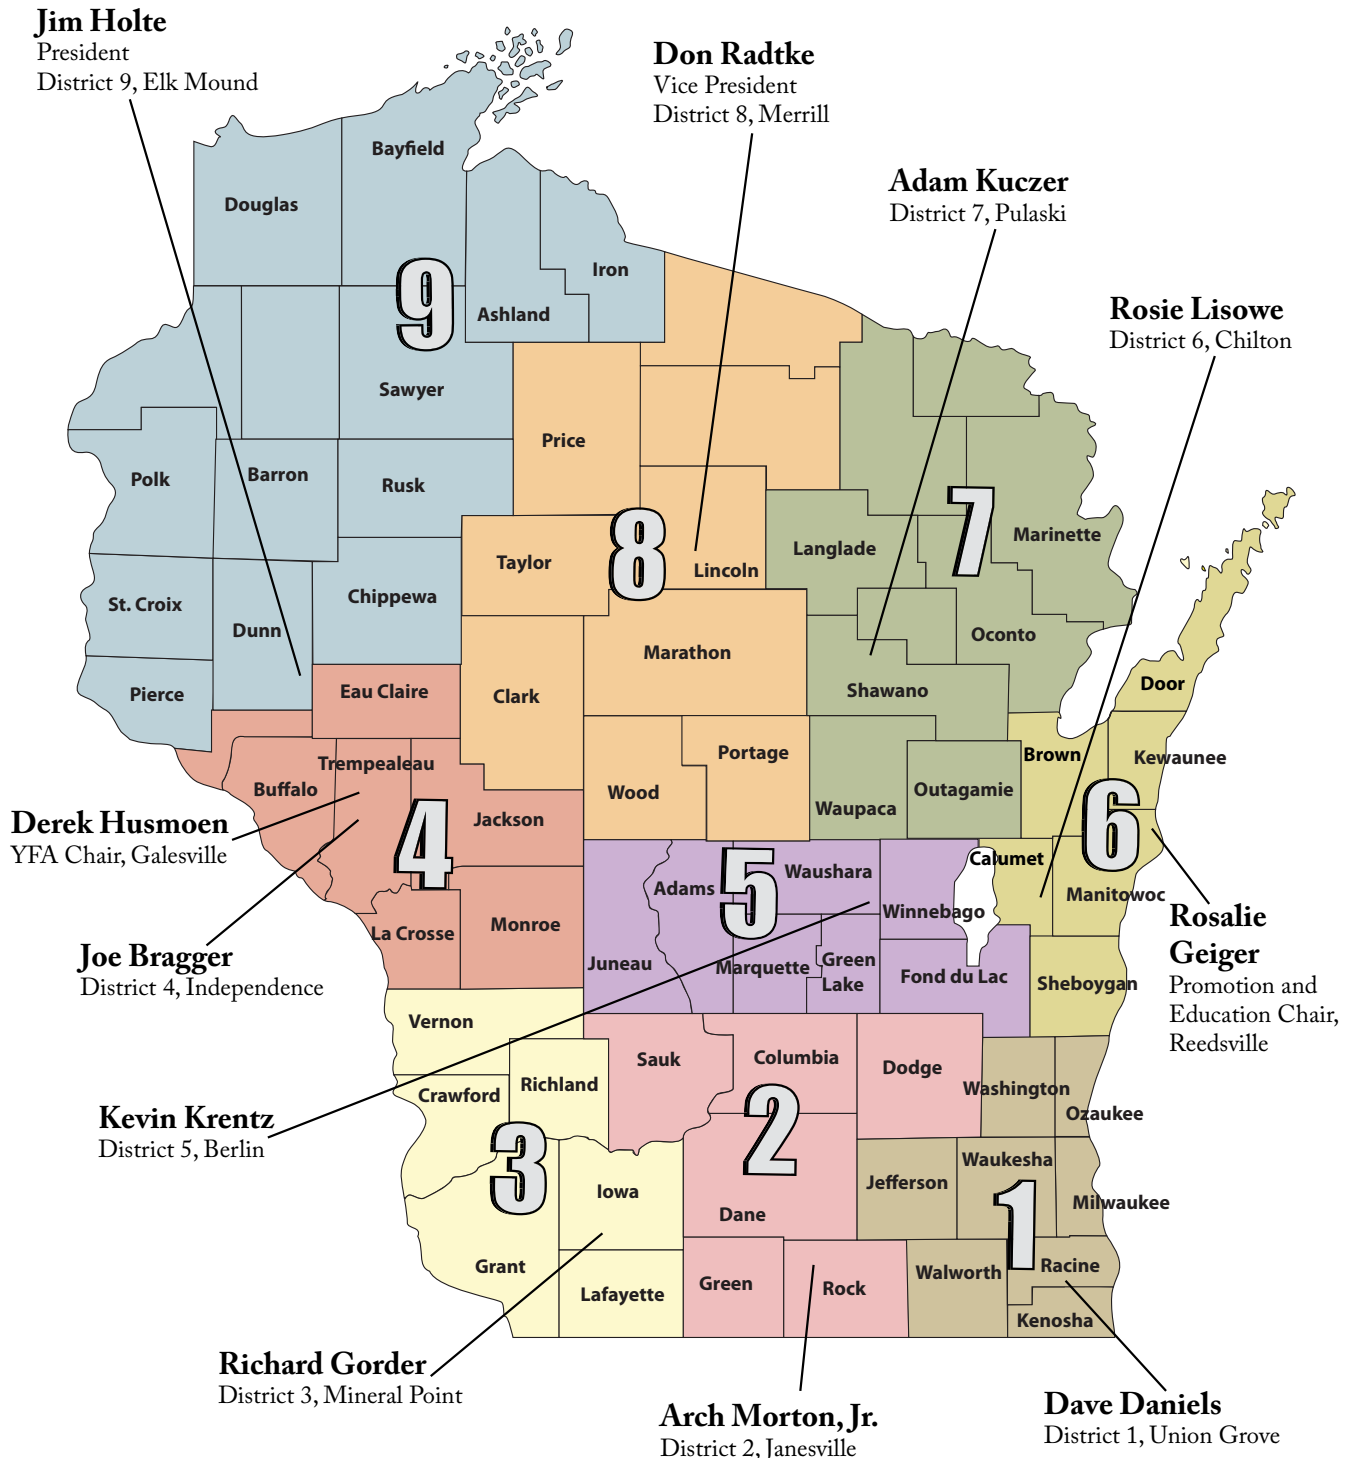 Jim Holte
President
District 9, Elk Mound
Don Radtke
Vice President
District 8, Merrill
Adam Kuczer
District 7, Pulaski
Rosie Lisowe
District 6, Chilton
Bayfield
Douglas
Iron
9
Ashland
Sawyer
Price
Polk
Barron
Rusk
7
8
Marinette
Langlade
Taylor
Lincoln
Chippewa
St. Croix
Dunn
Oconto
Marathon
Door
Eau Claire
Shawano
Pierce
Clark
Portage
Brown
Kewaunee
Trempealeau
Buffalo
Wood
Outagamie
Waupaca
Jackson
6
Derek Husmoen
YFA Chair, Galesville
4
Calumet
Waushara
5
Adams
Manitowoc
Winnebago
Monroe
La Crosse
Rosalie
Geiger
Promotion and
Education Chair,
Reedsville
Joe Bragger
District 4, Independence
Juneau
Marquette
Green
Lake
Fond du Lac
Sheboygan
Vernon
Sauk
Columbia
Dodge
Richland
Crawford
Washington
Ozaukee
Kevin Krentz
District 5, Berlin
2
3
Waukesha
Jefferson
Iowa
Milwaukee
1
Dane
Grant
Racine
Walworth
Green
Rock
Lafayette
Kenosha
Richard Gorder
District 3, Mineral Point
Arch Morton, Jr.
District 2, Janesville
Dave Daniels
District 1, Union Grove